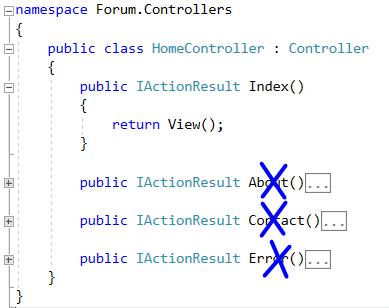 namespace Forum.Controllers
{
public class HomeController : Controller
{
public IActionResult Index()
{
return View();
}
public IActionResult About()...
public IActionResult Contact()...
public IActionResult Error()...
}
}